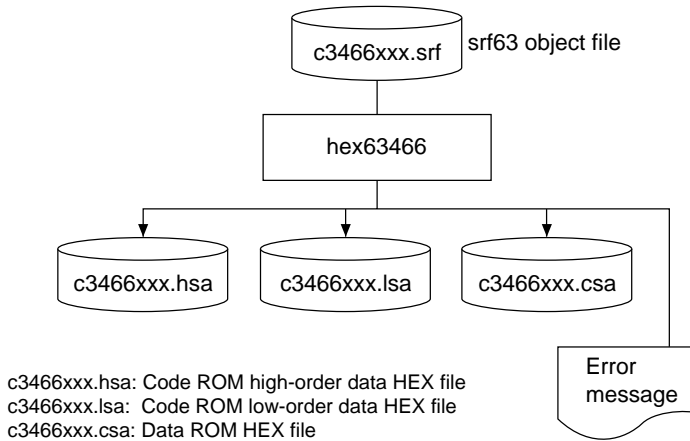 c3466xxx.srf
srf63 object file
hex63466
c3466xxx.hsa
c3466xxx.lsa
c3466xxx.csa
Error
message
c3466xxx.hsa: Code ROM high-order data HEX file
c3466xxx.lsa: Code ROM low-order data HEX file
c3466xxx.csa: Data ROM HEX file